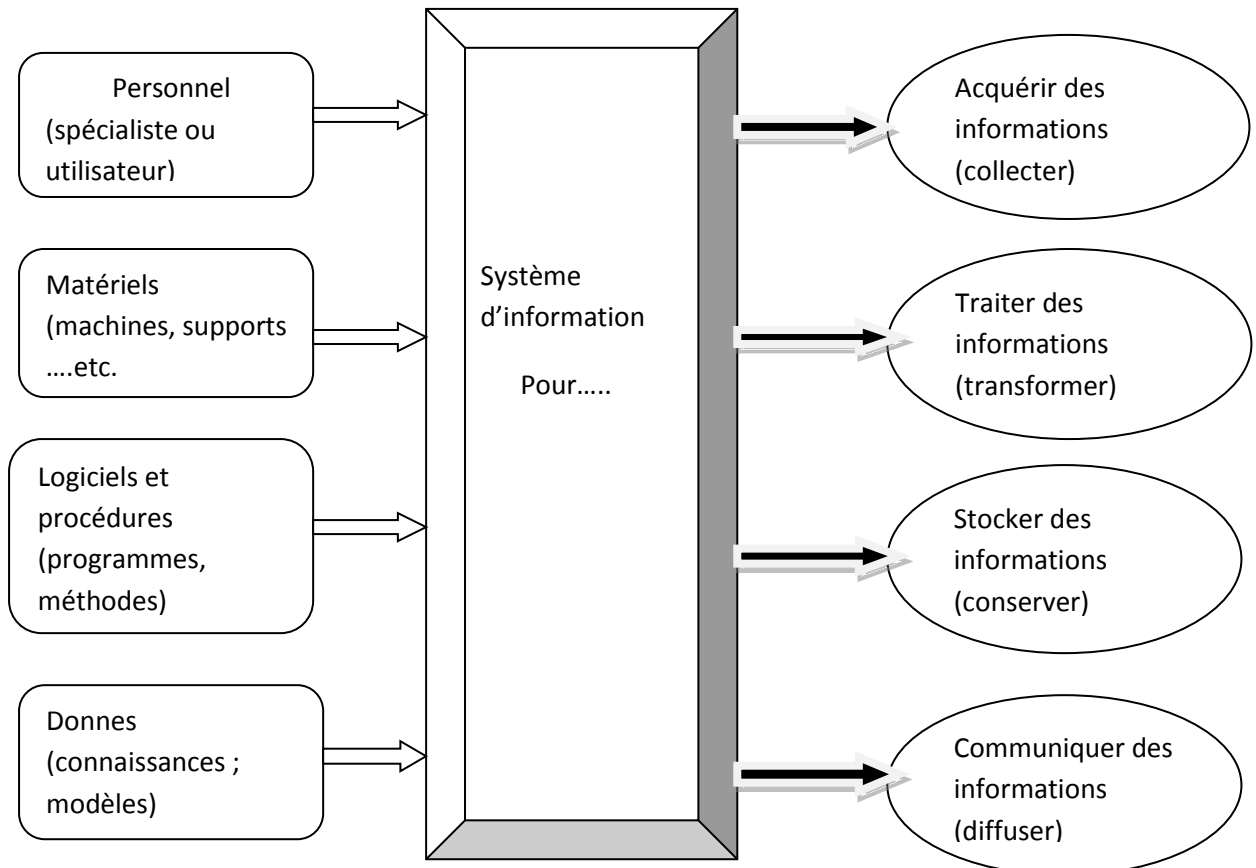 Personnel
(spécialiste ou
utilisateur)
Matériels
(machines, supports
….etc.
Logiciels et
procédures
(programmes,
méthodes)
Donnes
(connaissances ;
modèles)
Système
d’information
Pour…..
Acquérir des
informations
(collecter)
Traiter des
informations
(transformer)
Stocker des
informations
(conserver)
Communiquer des
informations
(diffuser)